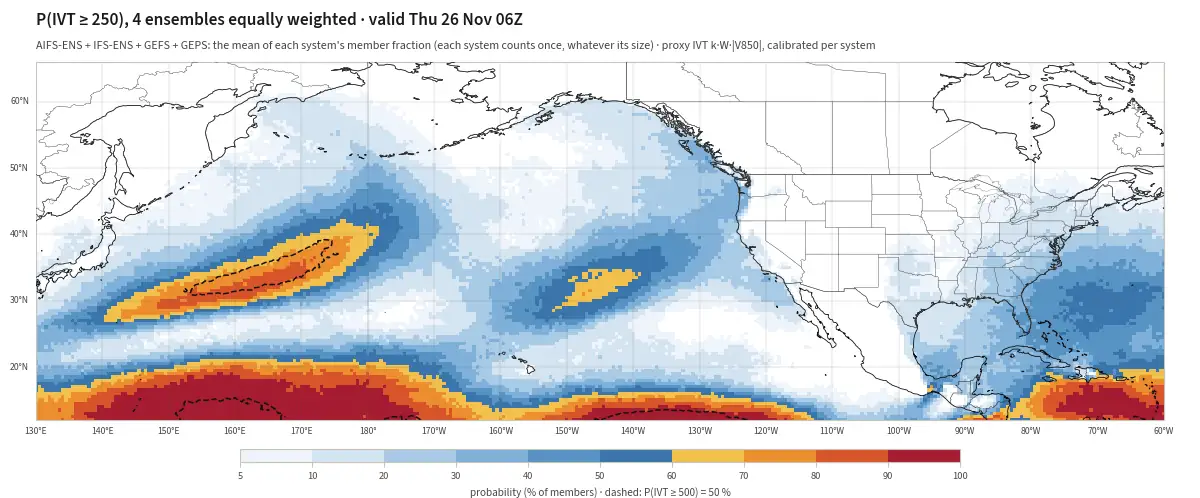 P(IVT ≥ 250), 4 ensembles equally weighted · valid Thu 26 Nov 06Z
AIFS-ENS + IFS-ENS + GEFS + GEPS: the mean of each system's member fraction (each system counts once, whatever its size) · proxy IVT k·W·|V850|, calibrated per system
60°N
50°N
40°N
30°N
20°N
130°E 140°E 150°E 160°E 170°E 180° 170°W 160°W 150°W 140°W 130°W 120°W 110°W 100°W 90°W 80°W 70°W 60°W
5 10 20 30 40 50 60 70 80 90 100
probability (% of members) · dashed: P(IVT ≥ 500) = 50 %